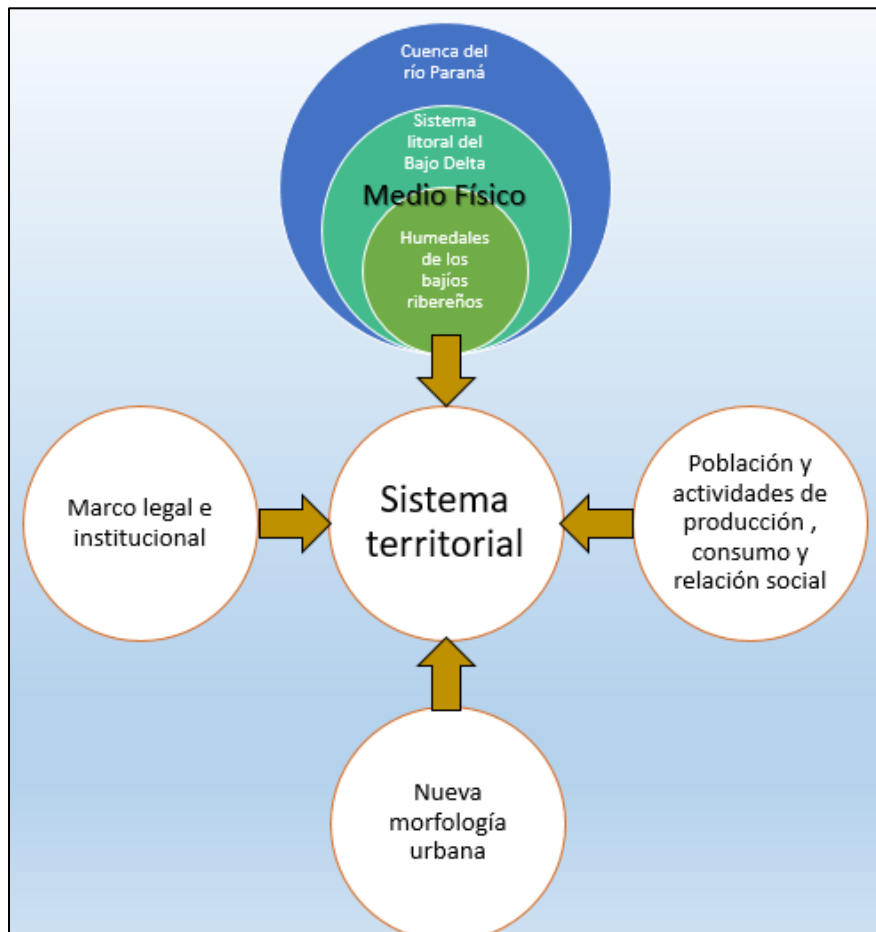 Cuenca del
río Paraná
Sistema
litoral del
Bajo Delta
Medio Físico
Humedales
de los
bajíos
ribereños
Marco legal e
institucional
Sistema
territorial
Población y
actividades de
producción ,
consumo y
relación social
Nueva
morfología
urbana